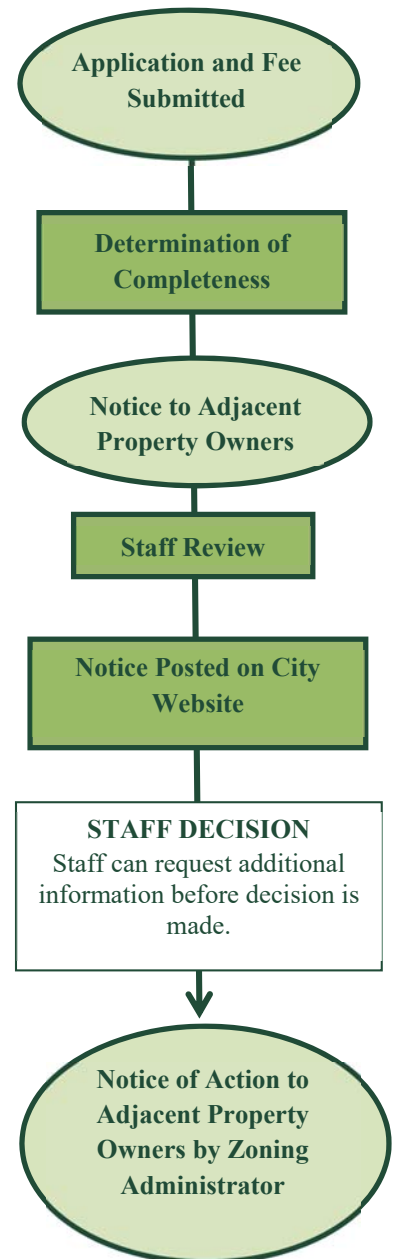 Application and Fee
Submitted
Determination of
Completeness
Notice to Adjacent
Property Owners
Staff Review
Notice Posted on City
Website
STAFF DECISION
Staff can request additional
information before decision is
made.
Notice of Action to
Adjacent Property
Owners by Zoning
Administrator